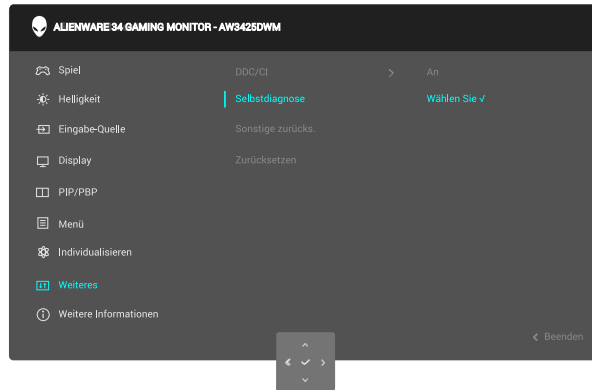 ALIENWARE 34 GAMING MONITOR - AW3425DWM
Spiel
DDC/CI
An
Helligkeit
Selbstdiagnose
Wählen Sie √
Eingabe-Quelle
Sonstige zurücks.
Display
Zurücksetzen
PIP/PBP
Menü
Individualisieren
Weiteres
Weitere Informationen
Beenden